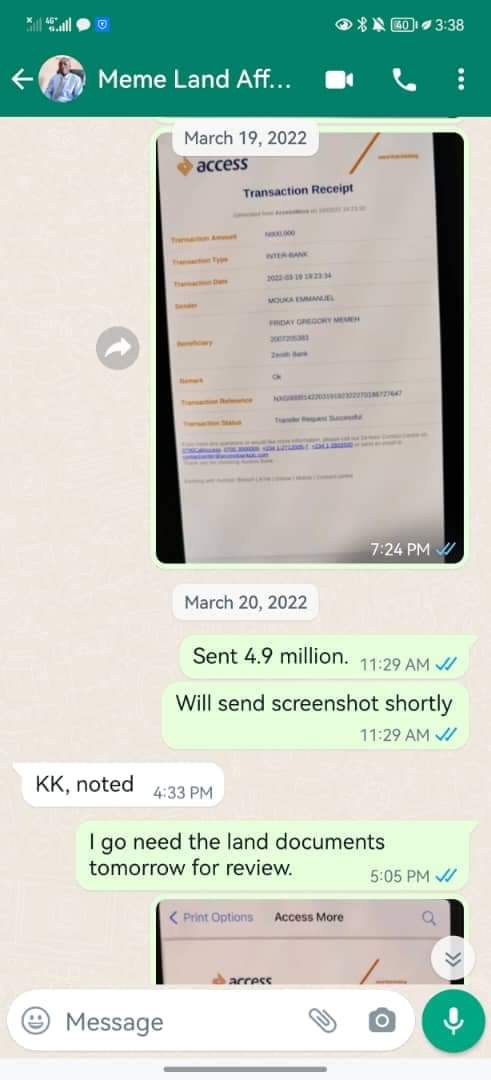 4G+
40
3:38
Meme Land Aff...
March 19, 2022
access
Transaction Receipt
Transaction Amount
Transaction Type INTER-BANK
Transaction Date 2022-03-19 19:23:34
Sender MOUKA EMMANUEL
FRIDAY GREGORY MEMEH
Beneficiary
Zenith Bank
Remark Ok
Transaction Reference
Transaction Status Transfer Request Successful
7:24 PM
March 20, 2022
Sent 4.9 million. 11:29 AM
Will send screenshot shortly
11:29 AM
KK, noted 4:33 PM
I go need the land documents
tomorrow for review. 5:05 PM
Print Options Access More
access
Message